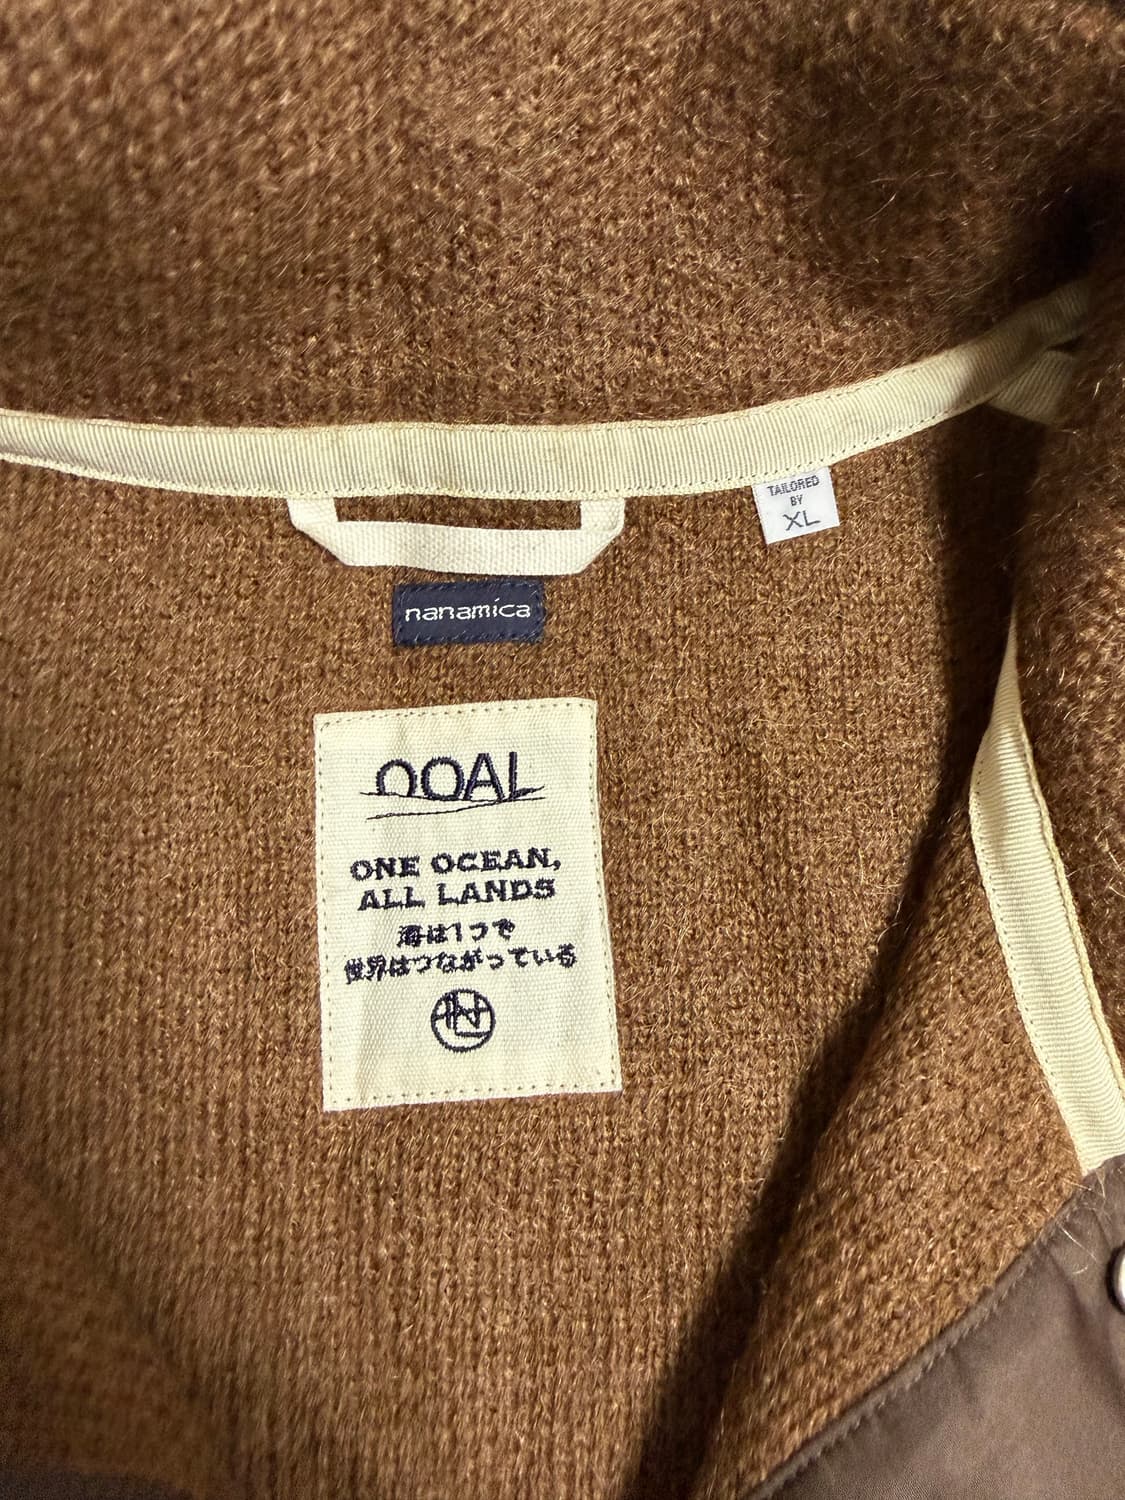 TAILORED
BY
XL
nanamica
OOAL
ONE OCEAN,
ALL LANDS
海は1つで
世界はつながっている